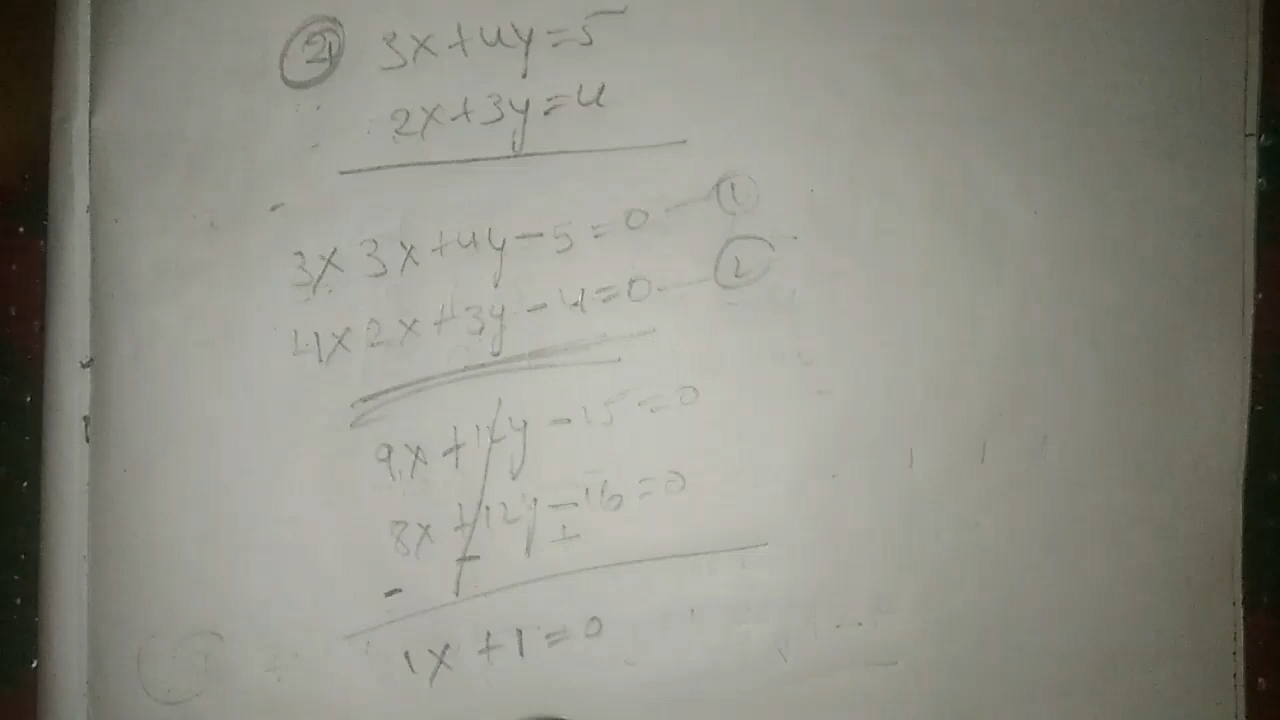 ② 3x+4y=5
2x+3y=4
3x 3x+4y-5=0 - ①
4x 2x+3y-4=0 - ②
9x+12y-15=0
8x+12y-16=0
- - +
1x+1=0